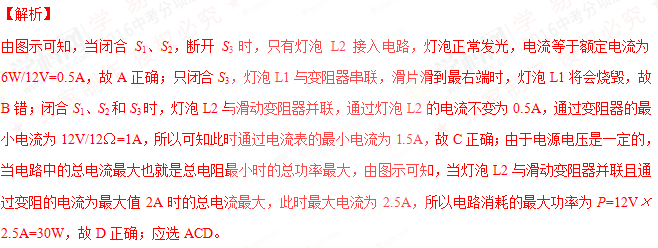 【解析】
由图示可知，当闭合 S₁、S₂，断开 S₃ 时，只有灯泡 L2 接入电路，灯泡正常发光，电流等于额定电流为
6W/12V=0.5A，故 A 正确；只闭合 S₃，灯泡 L1 与变阻器串联，滑片滑到最右端时，灯泡 L1 将会烧毁，故
B 错；闭合 S₁、S₂和 S₃时，灯泡 L2 与滑动变阻器并联，通过灯泡 L2 的电流不变为 0.5A，通过变阻器的最
小电流为 12V/12Ω=1A，所以可知此时通过电流表的最小电流为 1.5A，故 C 正确；由于电源电压是一定的，
当电路中的总电流最大也就是总电阻最小时的总功率最大，由图示可知，当灯泡 L2 与滑动变阻器并联且通
过变阻的电流为最大值 2A 时的总电流最大，此时最大电流为 2.5A，所以电路消耗的最大功率为 P=12V×
2.5A=30W，故 D 正确；应选 ACD。